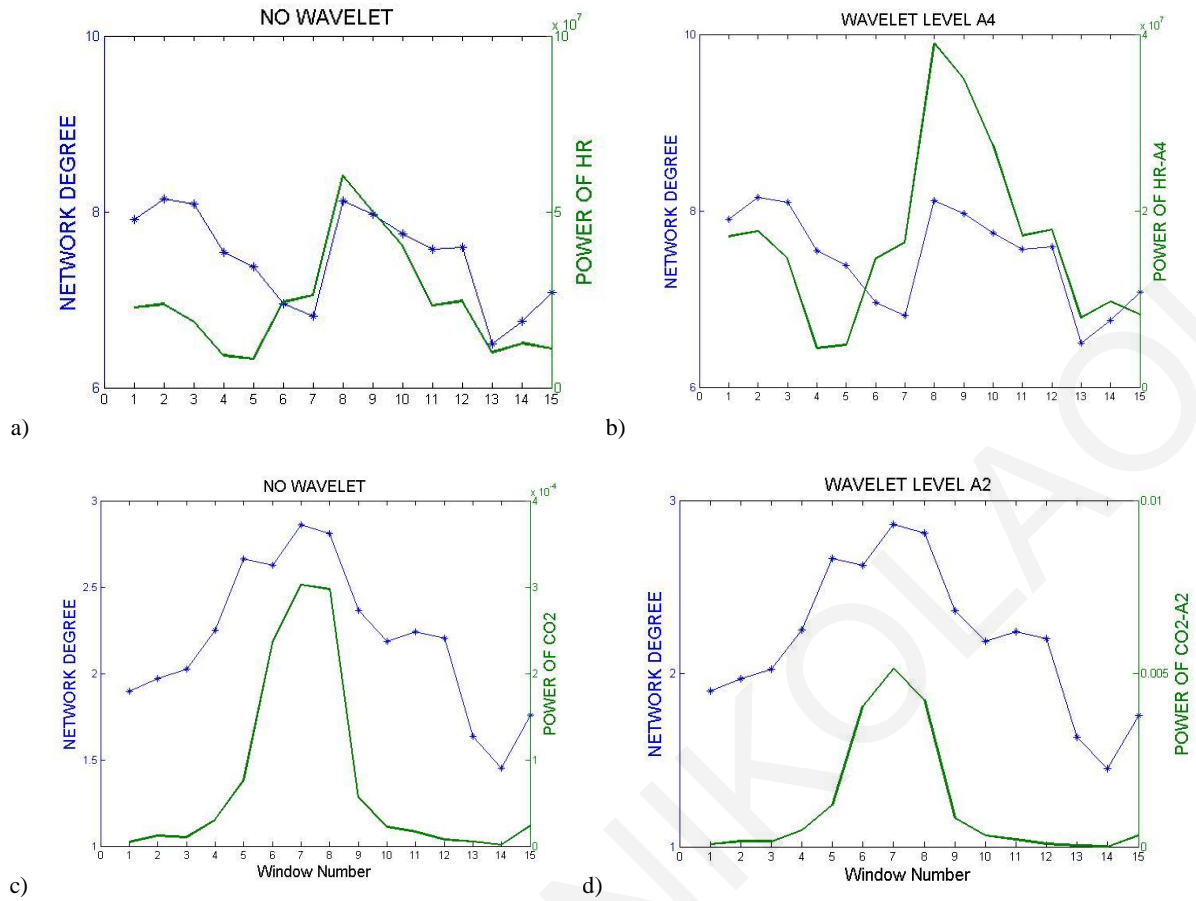 NO WAVELET
x 10^7
10
8
6
NETWORK DEGREE
10
5
0
POWER OF HR
0 1 2 3 4 5 6 7 8 9 10 11 12 13 14 15
a)
WAVELET LEVEL A4
x 10^7
10
8
6
NETWORK DEGREE
4
2
0
POWER OF HR-A4
0 1 2 3 4 5 6 7 8 9 10 11 12 13 14 15
b)
NO WAVELET
x 10^-4
3
2.5
2
1.5
1
NETWORK DEGREE
4
3
2
1
0
POWER OF CO2
0 1 2 3 4 5 6 7 8 9 10 11 12 13 14 15
Window Number
c)
WAVELET LEVEL A2
3
2
1
NETWORK DEGREE
0.01
0.005
0
POWER OF CO2-A2
0 1 2 3 4 5 6 7 8 9 10 11 12 13 14 15
Window Number
d)
NIKOLAO